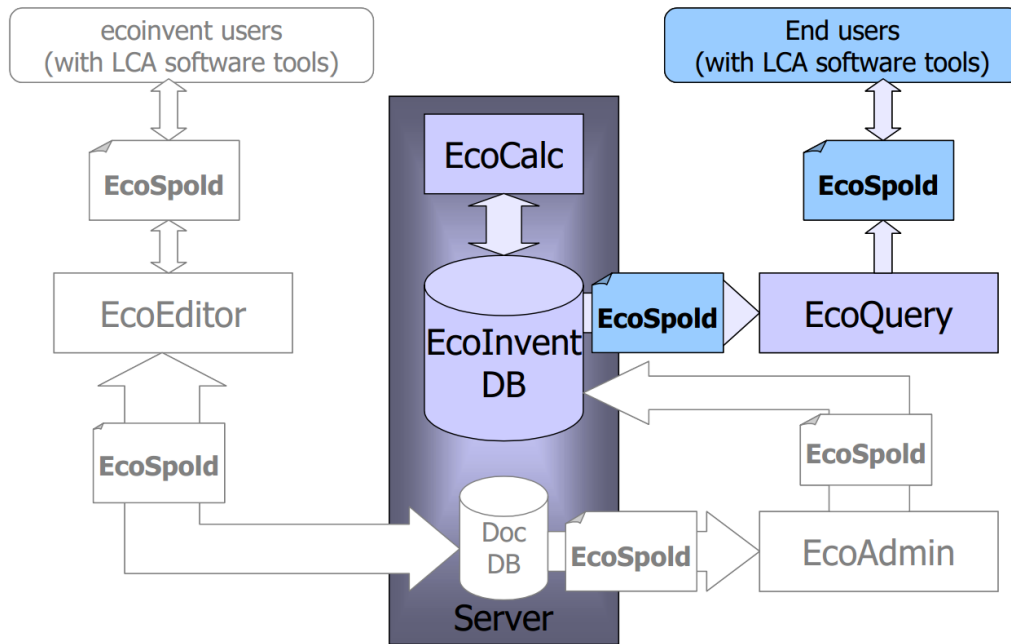 ecoinvent users
(with LCA software tools)
End users
(with LCA software tools)
EcoCalc
EcoSpold
EcoSpold
EcoEditor
EcoInvent
DB
EcoSpold
EcoQuery
EcoSpold
EcoSpold
Doc
DB
EcoSpold
EcoAdmin
Server